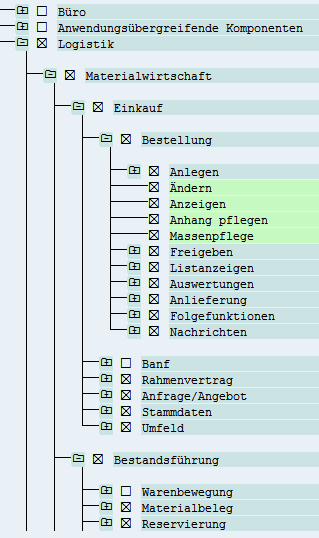 Büro
Anwendungsübergreifende Komponenten
Logistik
Materialwirtschaft
Einkauf
Bestellung
Anlegen
Ändern
Anzeigen
Anhang pflegen
Massenpflege
Freigeben
Listanzeigen
Auswertungen
Anlieferung
Folgefunktionen
Nachrichten
Banf
Rahmenvertrag
Anfrage/Angebot
Stammdaten
Umfeld
Bestandsführung
Warenbewegung
Materialbeleg
Reservierung